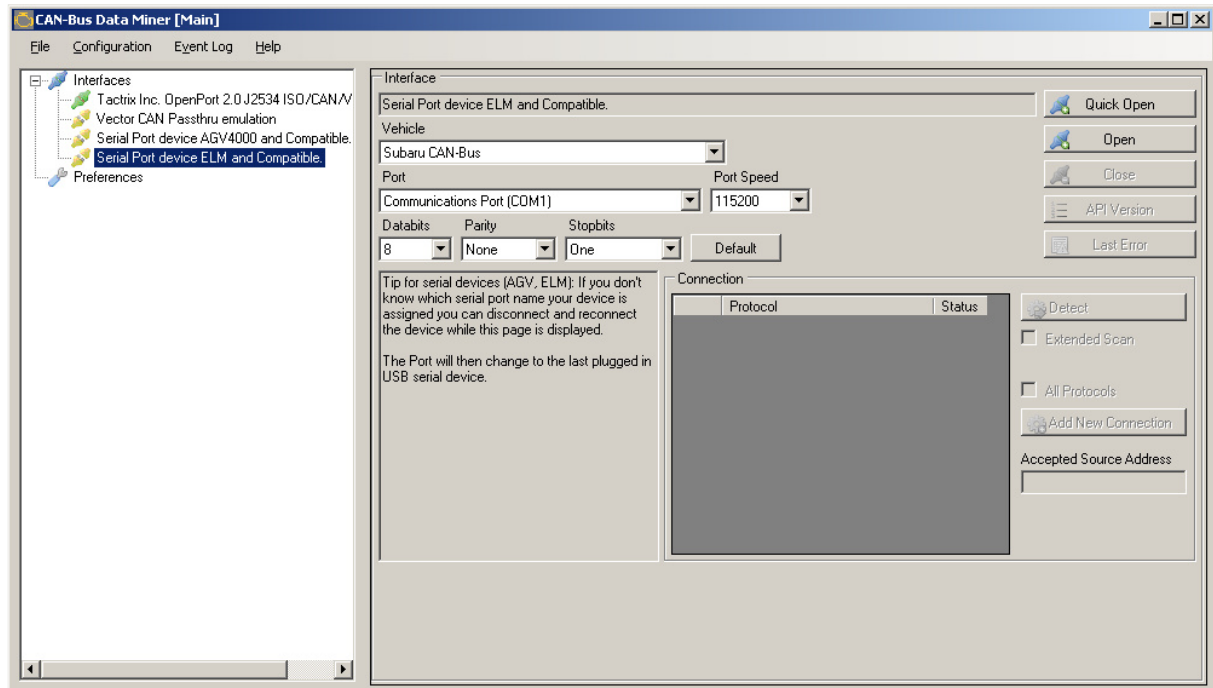 CAN-Bus Data Miner [Main]
File Configuration Event Log Help
Interfaces
Tactrix Inc. OpenPort 2.0 J2534 ISO/CAN/V
Vector CAN Passthru emulation
Serial Port device AGV4000 and Compatible.
Serial Port device ELM and Compatible.
Preferences
Interface
Serial Port device ELM and Compatible.
Vehicle
Subaru CAN-Bus
Port Port Speed
Communications Port (COM1) 115200
Databits Parity Stopbits
8 None One Default
Tip for serial devices (AGV, ELM): If you don't
know which serial port name your device is
assigned you can disconnect and reconnect
the device while this page is displayed.
The Port will then change to the last plugged in
USB serial device.
Quick Open
Open
Close
API Version
Last Error
Connection
Protocol Status
Detect
Extended Scan
All Protocols
Add New Connection
Accepted Source Address